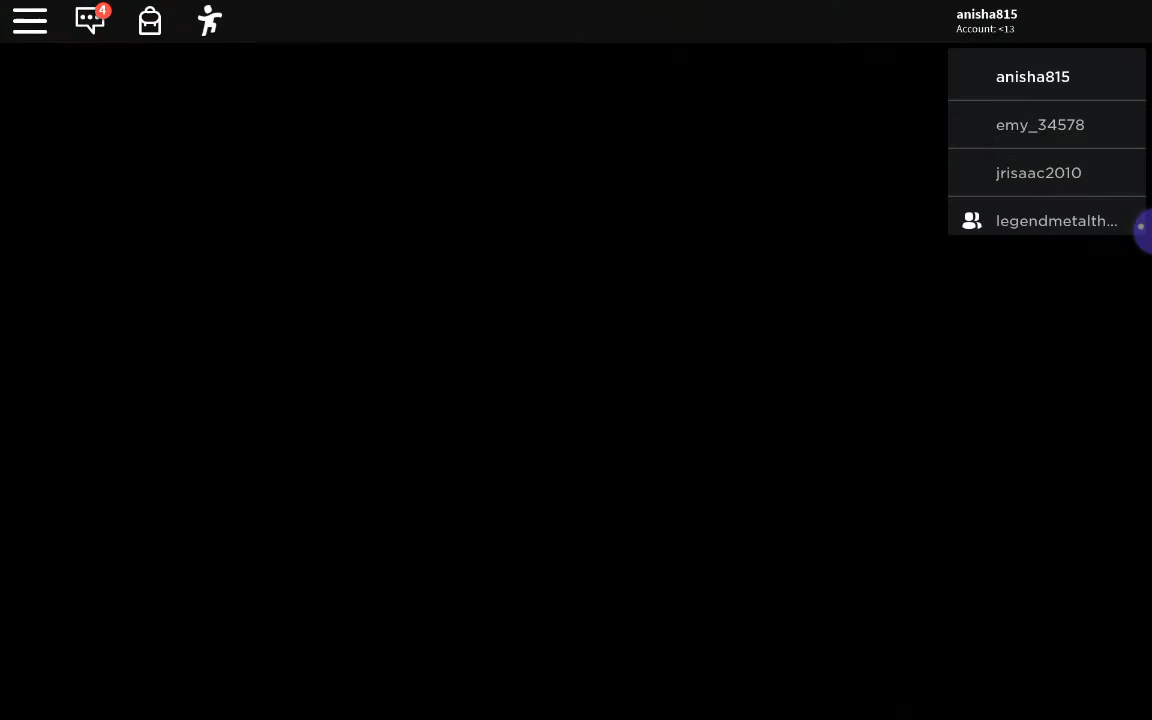 4
anisha815
Account: <13
anisha815
emy_34578
jrisaac2010
legendmetalth...